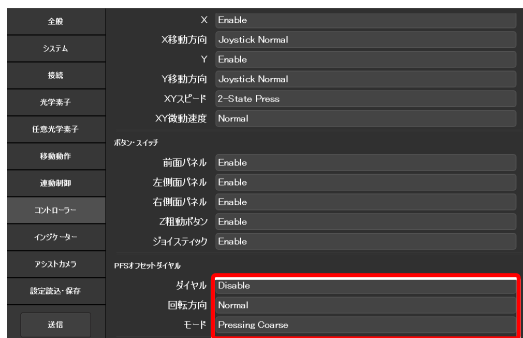 全般
システム
接続
光学素子
任意光学素子
移動動作
連動制御
コントローラー
インジケーター
アシストカメラ
設定読込・保存
送信
X Enable
X移動方向 Joystick Normal
Y Enable
Y移動方向 Joystick Normal
XYスピード 2-State Press
XY微動速度 Normal
ボタン・スイッチ
前面パネル Enable
左側面パネル Enable
右側面パネル Enable
Z粗動ボタン Enable
ジョイスティック Enable
PFSオフセットダイヤル
ダイヤル Disable
回転方向 Normal
モード Pressing Coarse